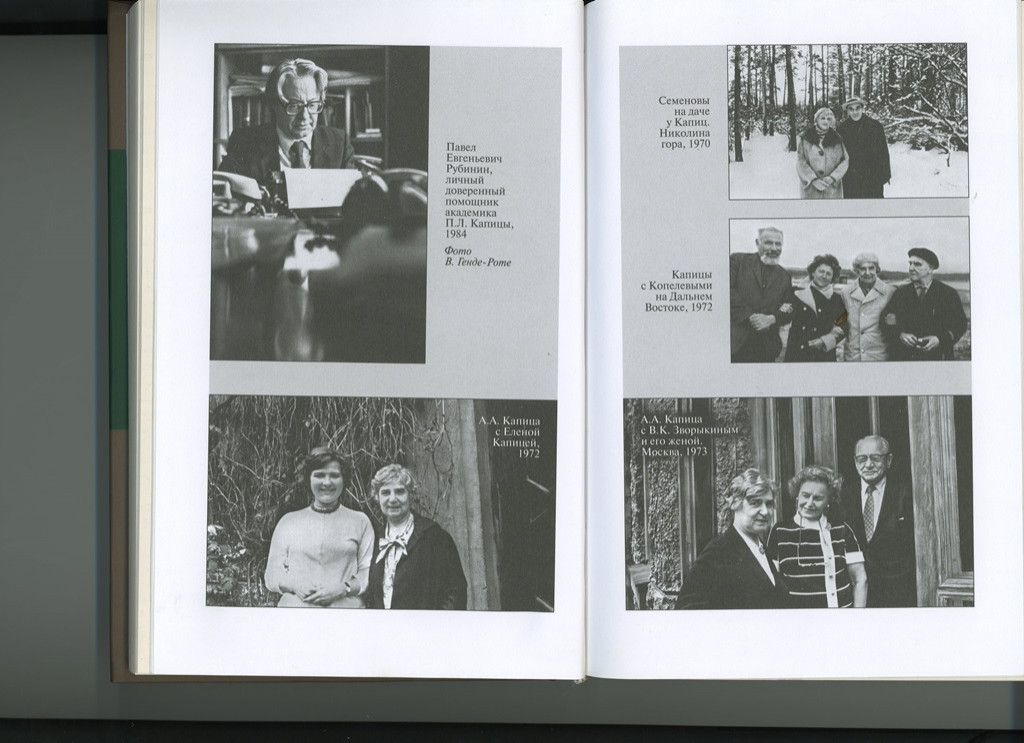 Павел
Евгеньевич
Рубинин,
личный
доверенный
помощник
академика
П.Л. Капицы,
1984
Фото
В. Генде-Роте
А.А. Капица
с Еленой
Капицей,
1972
Семеновы
на даче
у Капиц.
Николина
гора, 1970
Капицы
с Копелевыми
на Дальнем
Востоке, 1972
А.А. Капица
с В.К. Зворыкиным
и его женой.
Москва, 1973